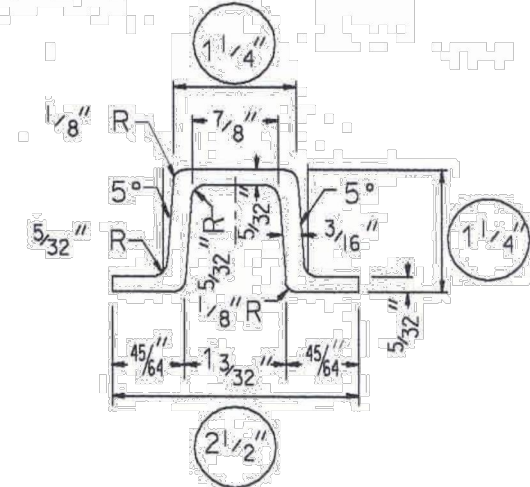 1 1/4"
7/8"
1/8" R
5° 5°
5/32" R
5/32" R
5/32"
3/16"
1 1/4"
1/8" R
5/32"
45/64" 1 3/32" 45/64"
2 1/2"